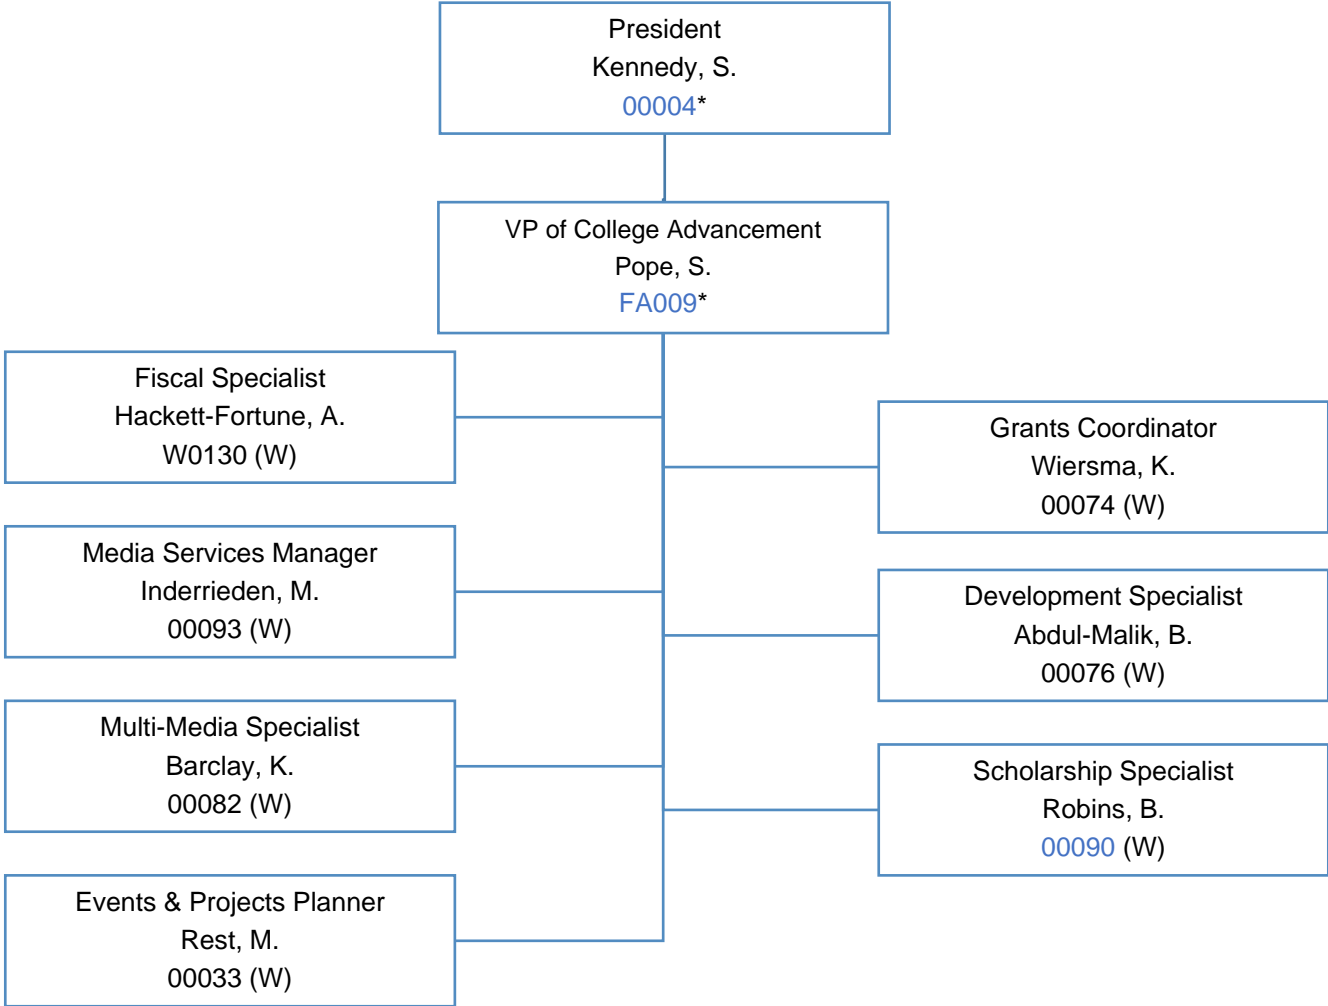 President
Kennedy, S.
00004*
VP of College Advancement
Pope, S.
FA009*
Fiscal Specialist
Hackett-Fortune, A.
W0130 (W)
Media Services Manager
Inderrieden, M.
00093 (W)
Multi-Media Specialist
Barclay, K.
00082 (W)
Events & Projects Planner
Rest, M.
00033 (W)
Grants Coordinator
Wiersma, K.
00074 (W)
Development Specialist
Abdul-Malik, B.
00076 (W)
Scholarship Specialist
Robins, B.
00090 (W)